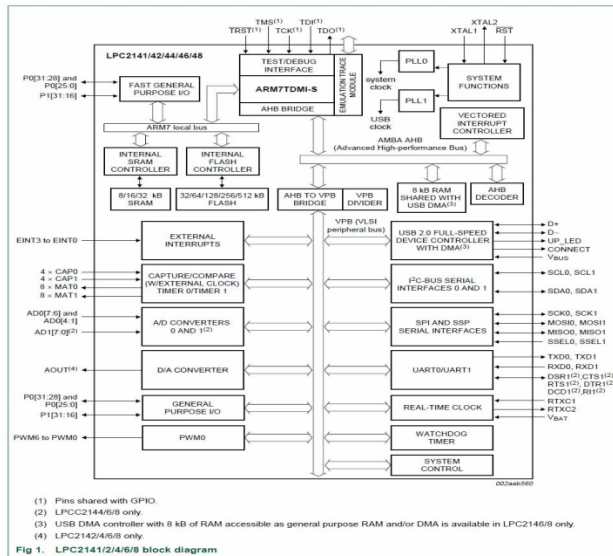 TMS(1) TDI(1)
TRST(1) TCK(1) TDO(1)
XTAL2
XTAL1 RST
LPC2141/42/44/46/48
P0[31:28] and
P0[25:0]
P1[31:16]
FAST GENERAL
PURPOSE I/O
TEST/DEBUG
INTERFACE
ARM7TDMI-S
AHB BRIDGE
EMULATION TRACE
MODULE
PLL0
system
clock
PLL1
USB
clock
SYSTEM
FUNCTIONS
VECTORED
INTERRUPT
CONTROLLER
ARM7 local bus
AMBA AHB
(Advanced High-performance Bus)
INTERNAL
SRAM
CONTROLLER
INTERNAL
FLASH
CONTROLLER
8/16/32 kB
SRAM
32/64/128/256/512 kB
FLASH
AHB TO VPB
BRIDGE
VPB
DIVIDER
8 kB RAM
SHARED WITH
USB DMA(3)
AHB
DECODER
VPB (VLSI
peripheral bus)
EINT3 to EINT0
EXTERNAL
INTERRUPTS
USB 2.0 FULL-SPEED
DEVICE CONTROLLER
WITH DMA(3)
D+
D−
UP_LED
CONNECT
VBUS
4 × CAP0
4 × CAP1
8 × MAT0
8 × MAT1
CAPTURE/COMPARE
(W/EXTERNAL CLOCK)
TIMER 0/TIMER 1
I2C-BUS SERIAL
INTERFACES 0 AND 1
SCL0, SCL1
SDA0, SDA1
AD0[7:6] and
AD0[4:1]
AD1[7:0](2)
A/D CONVERTERS
0 AND 1(2)
SPI AND SSP
SERIAL INTERFACES
SCK0, SCK1
MOSI0, MOSI1
MISO0, MISO1
SSEL0, SSEL1
AOUT(4)
D/A CONVERTER
UART0/UART1
TXD0, TXD1
RXD0, RXD1
DSR1(2),CTS1(2),
RTS1(2), DTR1(2)
DCD1(2),RI1(2)
P0[31:28] and
P0[25:0]
P1[31:16]
GENERAL
PURPOSE I/O
REAL-TIME CLOCK
RTXC1
RTXC2
VBAT
PWM6 to PWM0
PWM0
WATCHDOG
TIMER
SYSTEM
CONTROL
002aab560
(1) Pins shared with GPIO.
(2) LPCC2144/6/8 only.
(3) USB DMA controller with 8 kB of RAM accessible as general purpose RAM and/or DMA is available in LPC2146/8 only.
(4) LPC2142/4/6/8 only.
Fig 1. LPC2141/2/4/6/8 block diagram